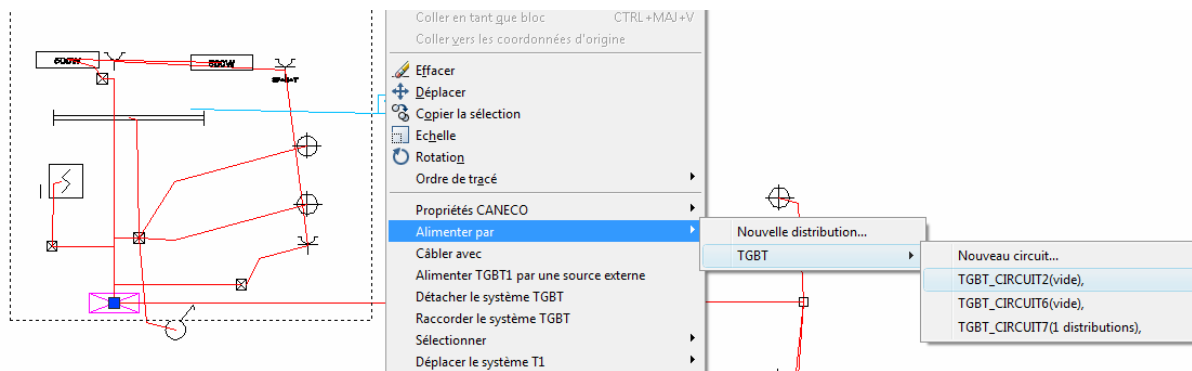 Coller en tant que bloc CTRL+MAJ+V
Coller vers les coordonnées d'origine
Effacer
Déplacer
Copier la sélection
Echelle
Rotation
Ordre de tracé
Propriétés CANECO
Alimenter par
Câbler avec
Alimenter TGBT1 par une source externe
Détacher le système TGBT
Raccorder le système TGBT
Sélectionner
Déplacer le système T1
Nouvelle distribution...
TGBT
Nouveau circuit...
TGBT_CIRCUIT2(vide),
TGBT_CIRCUIT6(vide),
TGBT_CIRCUIT7(1 distributions),
500W
500W